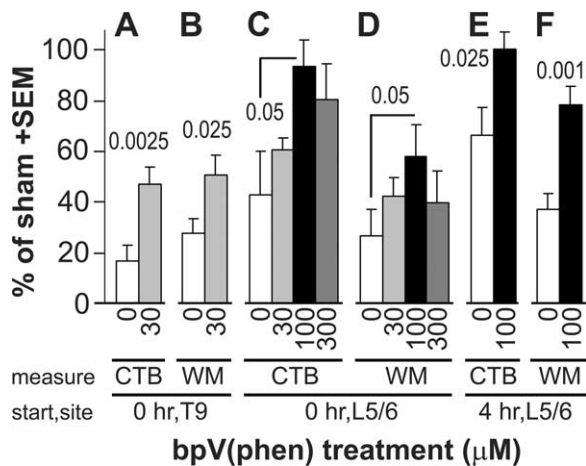 A B C D E F
% of sham +SEM
100
80
60
40
20
0
0.0025
0.025
0.05
0.05
0.025
0.001
0 30 0 30 0 30 100 300 0 30 100 300 0 100 0 100
measure CTB WM CTB WM CTB WM
start,site 0 hr,T9 0 hr,L5/6 4 hr,L5/6
bpV(phen) treatment (μM)